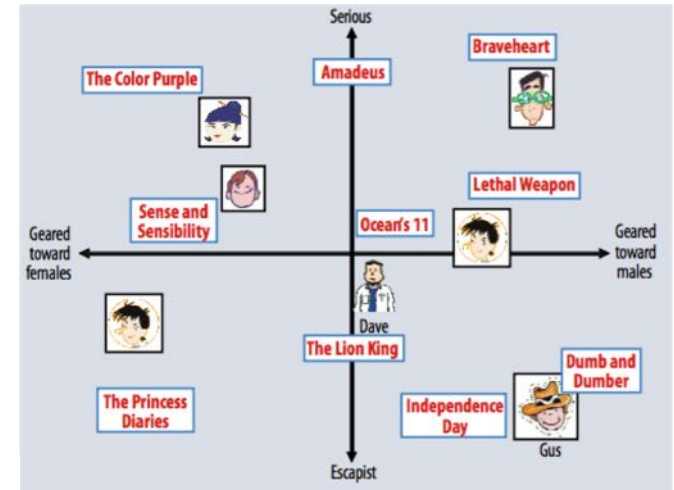 Serious
Braveheart
Amadeus
The Color Purple
Lethal Weapon
Sense and
Sensibility
Ocean's 11
Geared
toward
females
Geared
toward
males
Dave
The Lion King
Dumb and
Dumber
The Princess
Diaries
Independence
Day
Gus
Escapist